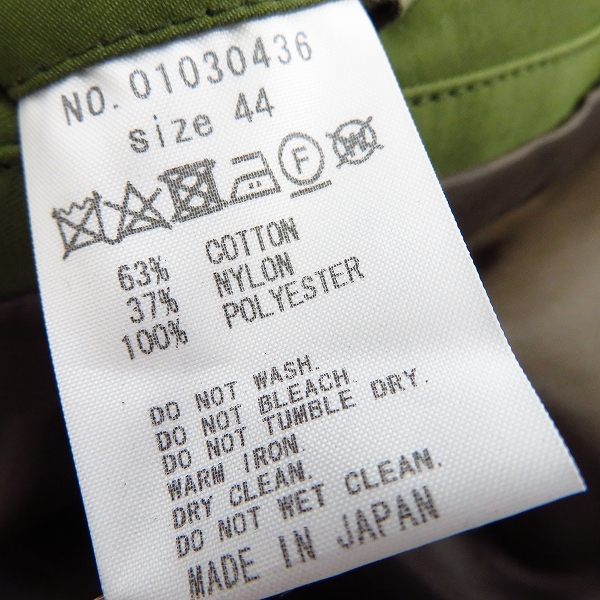 NO. 01030436
size 44
F W
63% COTTON
37% NYLON
100% POLYESTER
DO NOT WASH.
DO NOT BLEACH.
DO NOT TUMBLE DRY.
WARM IRON.
DRY CLEAN.
DO NOT WET CLEAN.
MADE IN JAPAN